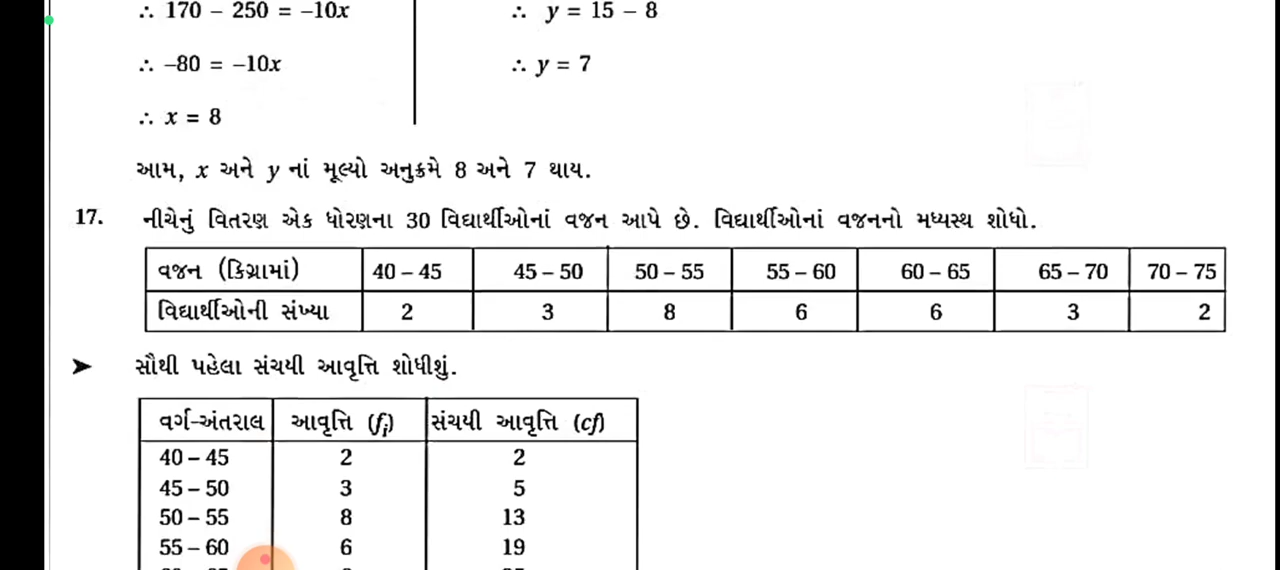 ∴ 170 – 250 = –10x ∴ y = 15 – 8
∴ –80 = –10x ∴ y = 7
∴ x = 8
આમ, x અને y નાં મૂલ્યો અનુક્રમે 8 અને 7 થાય.
17. નીચેનું વિતરણ એક ધોરણના 30 વિદ્યાર્થીઓનાં વજન આપે છે. વિદ્યાર્થીઓનાં વજનનો મધ્યસ્થ શોધો.
વજન (કિગ્રામાં) 40 – 45 45 – 50 50 – 55 55 – 60 60 – 65 65 – 70 70 – 75
વિદ્યાર્થીઓની સંખ્યા 2 3 8 6 6 3 2
➤ સૌથી પહેલા સંચયી આવૃત્તિ શોધીશું.
વર્ગ-અંતરાલ આવૃત્તિ (fi) સંચયી આવૃત્તિ (cf)
40 – 45 2 2
45 – 50 3 5
50 – 55 8 13
55 – 60 6 19